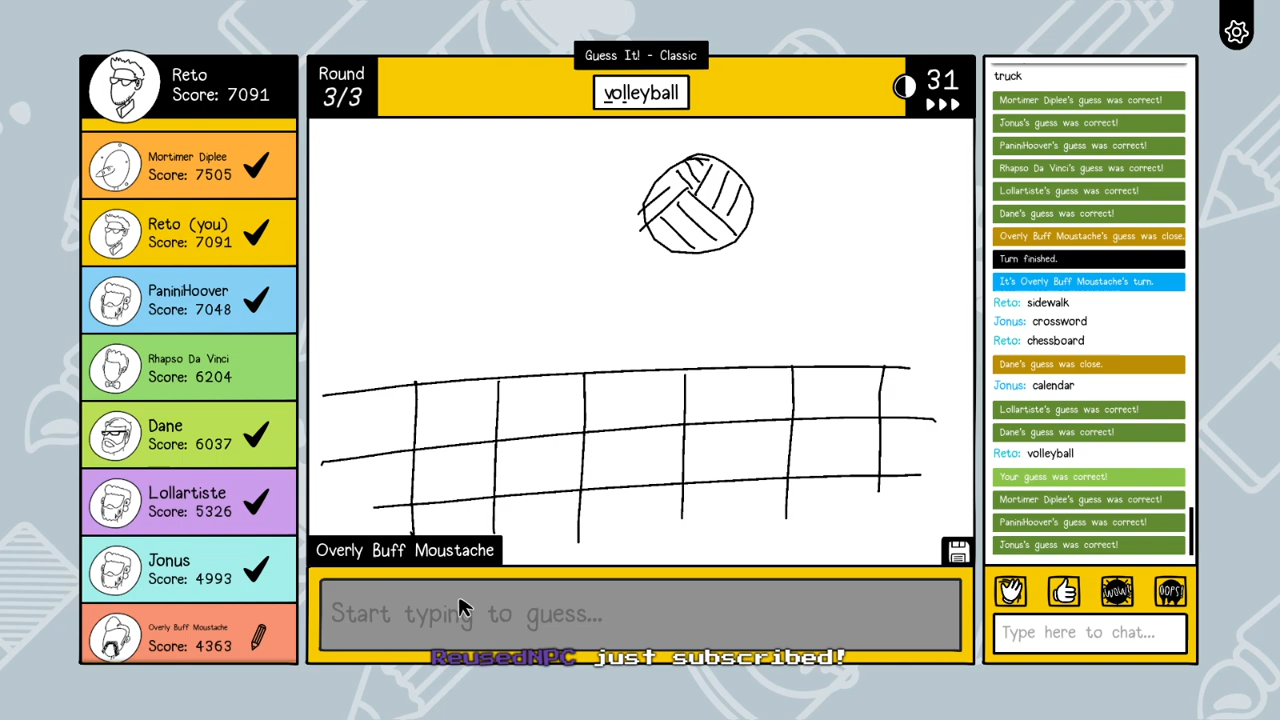 Guess It! - Classic
Reto
Score: 7091
Mortimer Diplee
Score: 7505
Reto (you)
Score: 7091
PaniniHoover
Score: 7048
Rhapso Da Vinci
Score: 6204
Dane
Score: 6037
Lollartiste
Score: 5326
Jonus
Score: 4993
Overly Buff Moustache
Score: 4363
Round
3/3
volleyball
31
Overly Buff Moustache
Start typing to guess...
ReusedNPC just subscribed!
truck
Mortimer Diplee's guess was correct!
Jonus's guess was correct!
PaniniHoover's guess was correct!
Rhapso Da Vinci's guess was correct!
Lollartiste's guess was correct!
Dane's guess was correct!
Overly Buff Moustache's guess was close.
Turn finished.
It's Overly Buff Moustache's turn.
Reto: sidewalk
Jonus: crossword
Reto: chessboard
Dane's guess was close.
Jonus: calendar
Lollartiste's guess was correct!
Dane's guess was correct!
Reto: volleyball
Your guess was correct!
Mortimer Diplee's guess was correct!
PaniniHoover's guess was correct!
Jonus's guess was correct!
WOW!
OOPS!
Type here to chat...